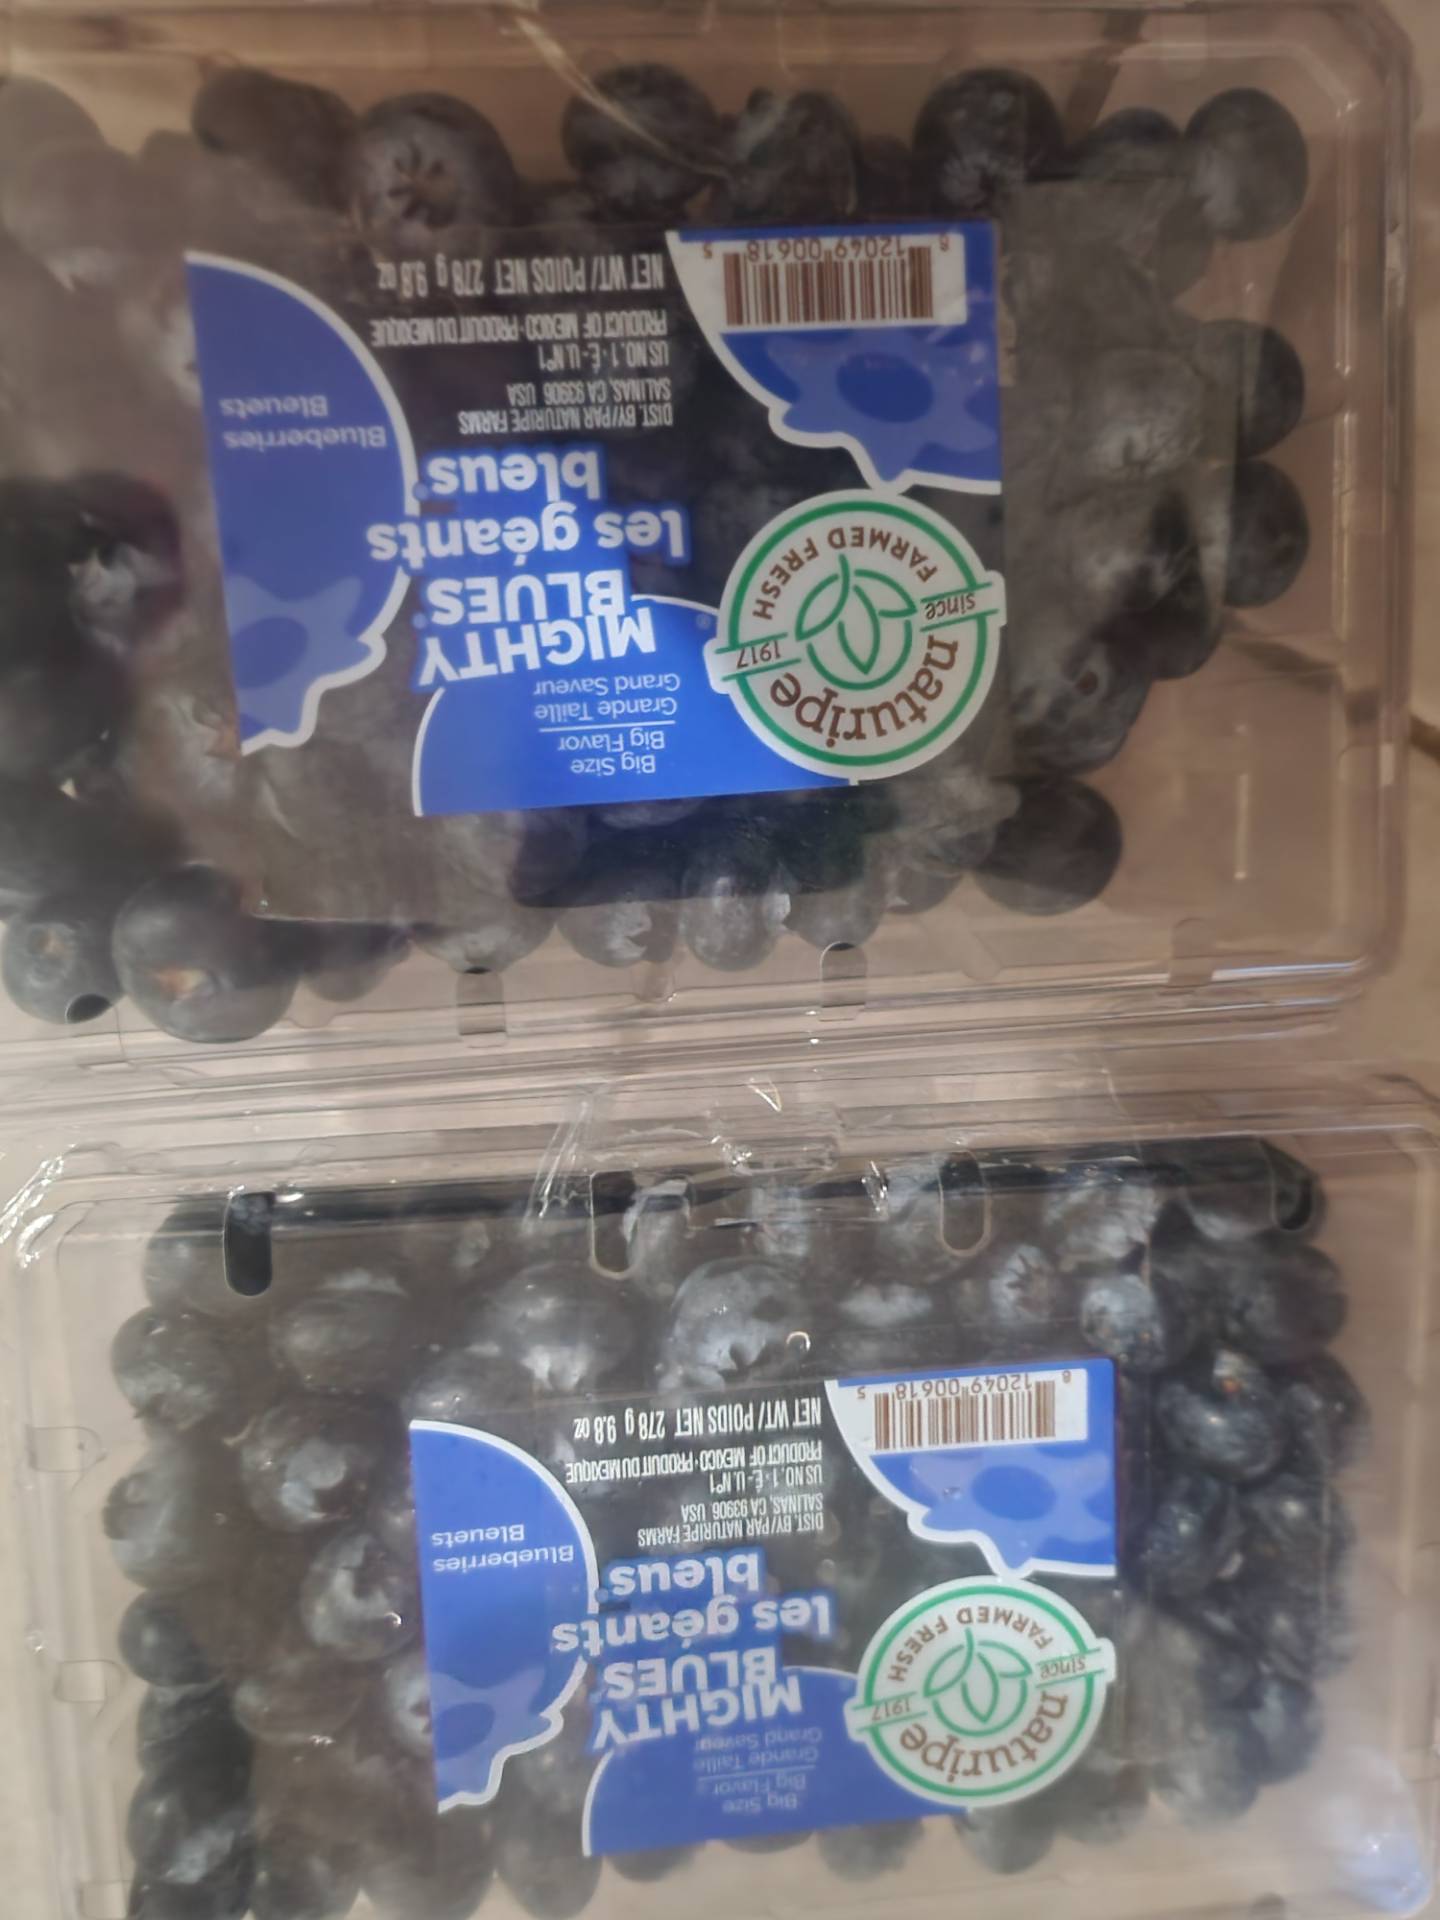 naturipe
since 1917
FARMED FRESH
Big Size
Big Flavor
Grande Taille
Grand Saveur
MIGHTY
BLUES®
les géants
bleus
DIST. BY/PAR NATURIPE FARMS
SALINAS, CA 93906 USA
US NO. 1 · É.-U. Nº1
PRODUCT OF MEXICO · PRODUIT DU MEXIQUE
NET WT/ POIDS NET 278 g 9.8 oz
Blueberries
Bleuets
8 12049 00618 5
naturipe
since 1917
FARMED FRESH
Big Size
Big Flavor
Grande Taille
Grand Saveur
MIGHTY
BLUES
les géants
bleus
DIST. BY/PAR NATURIPE FARMS
SALINAS, CA 93906 USA
US NO. 1 · É.-U. Nº1
PRODUCT OF MEXICO · PRODUIT DU MEXIQUE
NET WT/ POIDS NET 278 g 9.8 oz
Blueberries
Bleuets
8 12049 00618 5